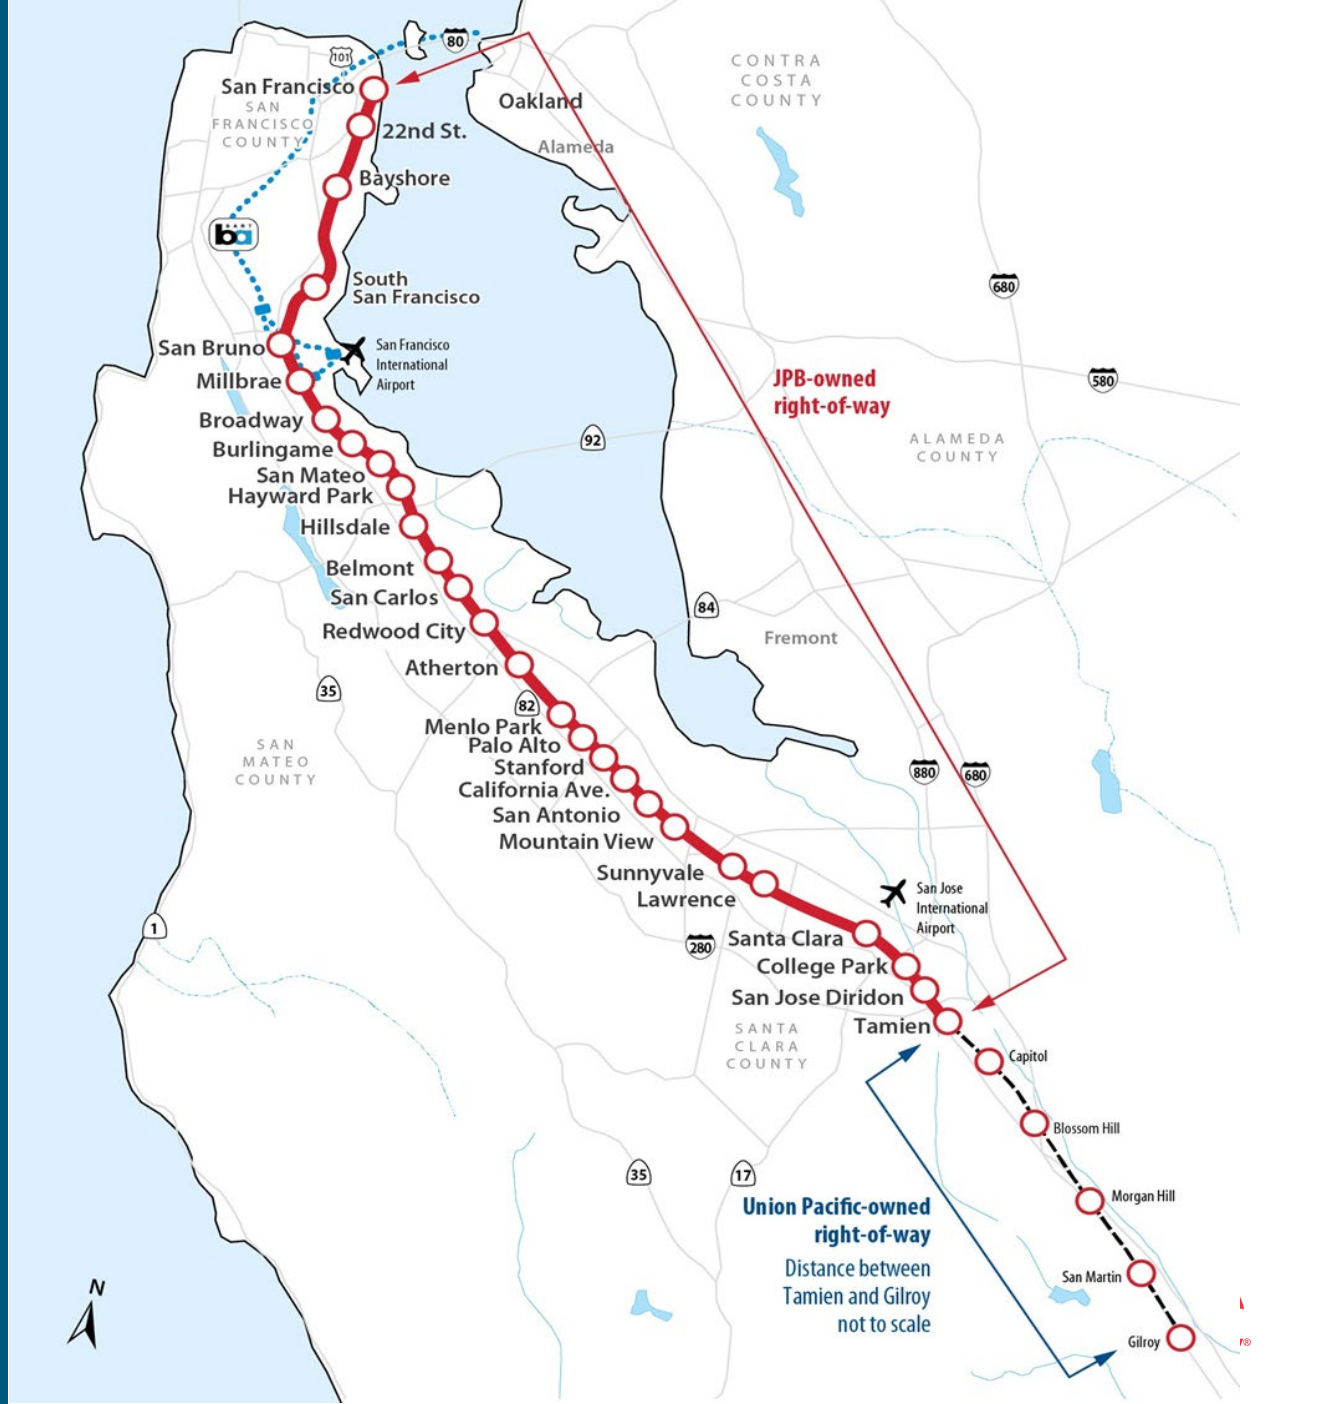 80
101
San Francisco
SAN
FRANCISCO
COUNTY
22nd St.
Bayshore
BART
ba
South
San Francisco
San Bruno
San Francisco
International
Airport
Millbrae
Broadway
Burlingame
San Mateo
Hayward Park
Hillsdale
Belmont
San Carlos
Redwood City
Atherton
82
Menlo Park
Palo Alto
Stanford
California Ave.
San Antonio
Mountain View
Sunnyvale
Lawrence
Santa Clara
College Park
San Jose Diridon
Tamien
Capitol
Blossom Hill
Morgan Hill
San Martin
Gilroy
CONTRA
COSTA
COUNTY
Oakland
Alameda
680
580
JPB-owned
right-of-way
ALAMEDA
COUNTY
92
84
Fremont
35
SAN
MATEO
COUNTY
880
680
San Jose
International
Airport
1
280
SANTA
CLARA
COUNTY
35
17
Union Pacific-owned
right-of-way
Distance between
Tamien and Gilroy
not to scale
N
®